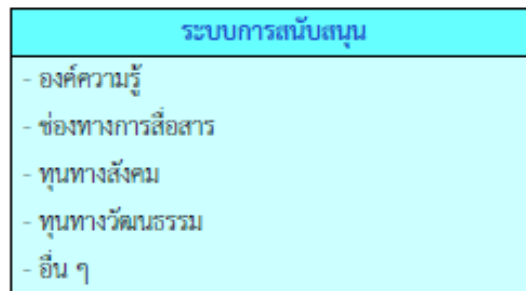 ระบบการสนับสนุน
- องค์ความรู้
- ช่องทางการสื่อสาร
- ทุนทางสังคม
- ทุนทางวัฒนธรรม
- อื่น ๆ